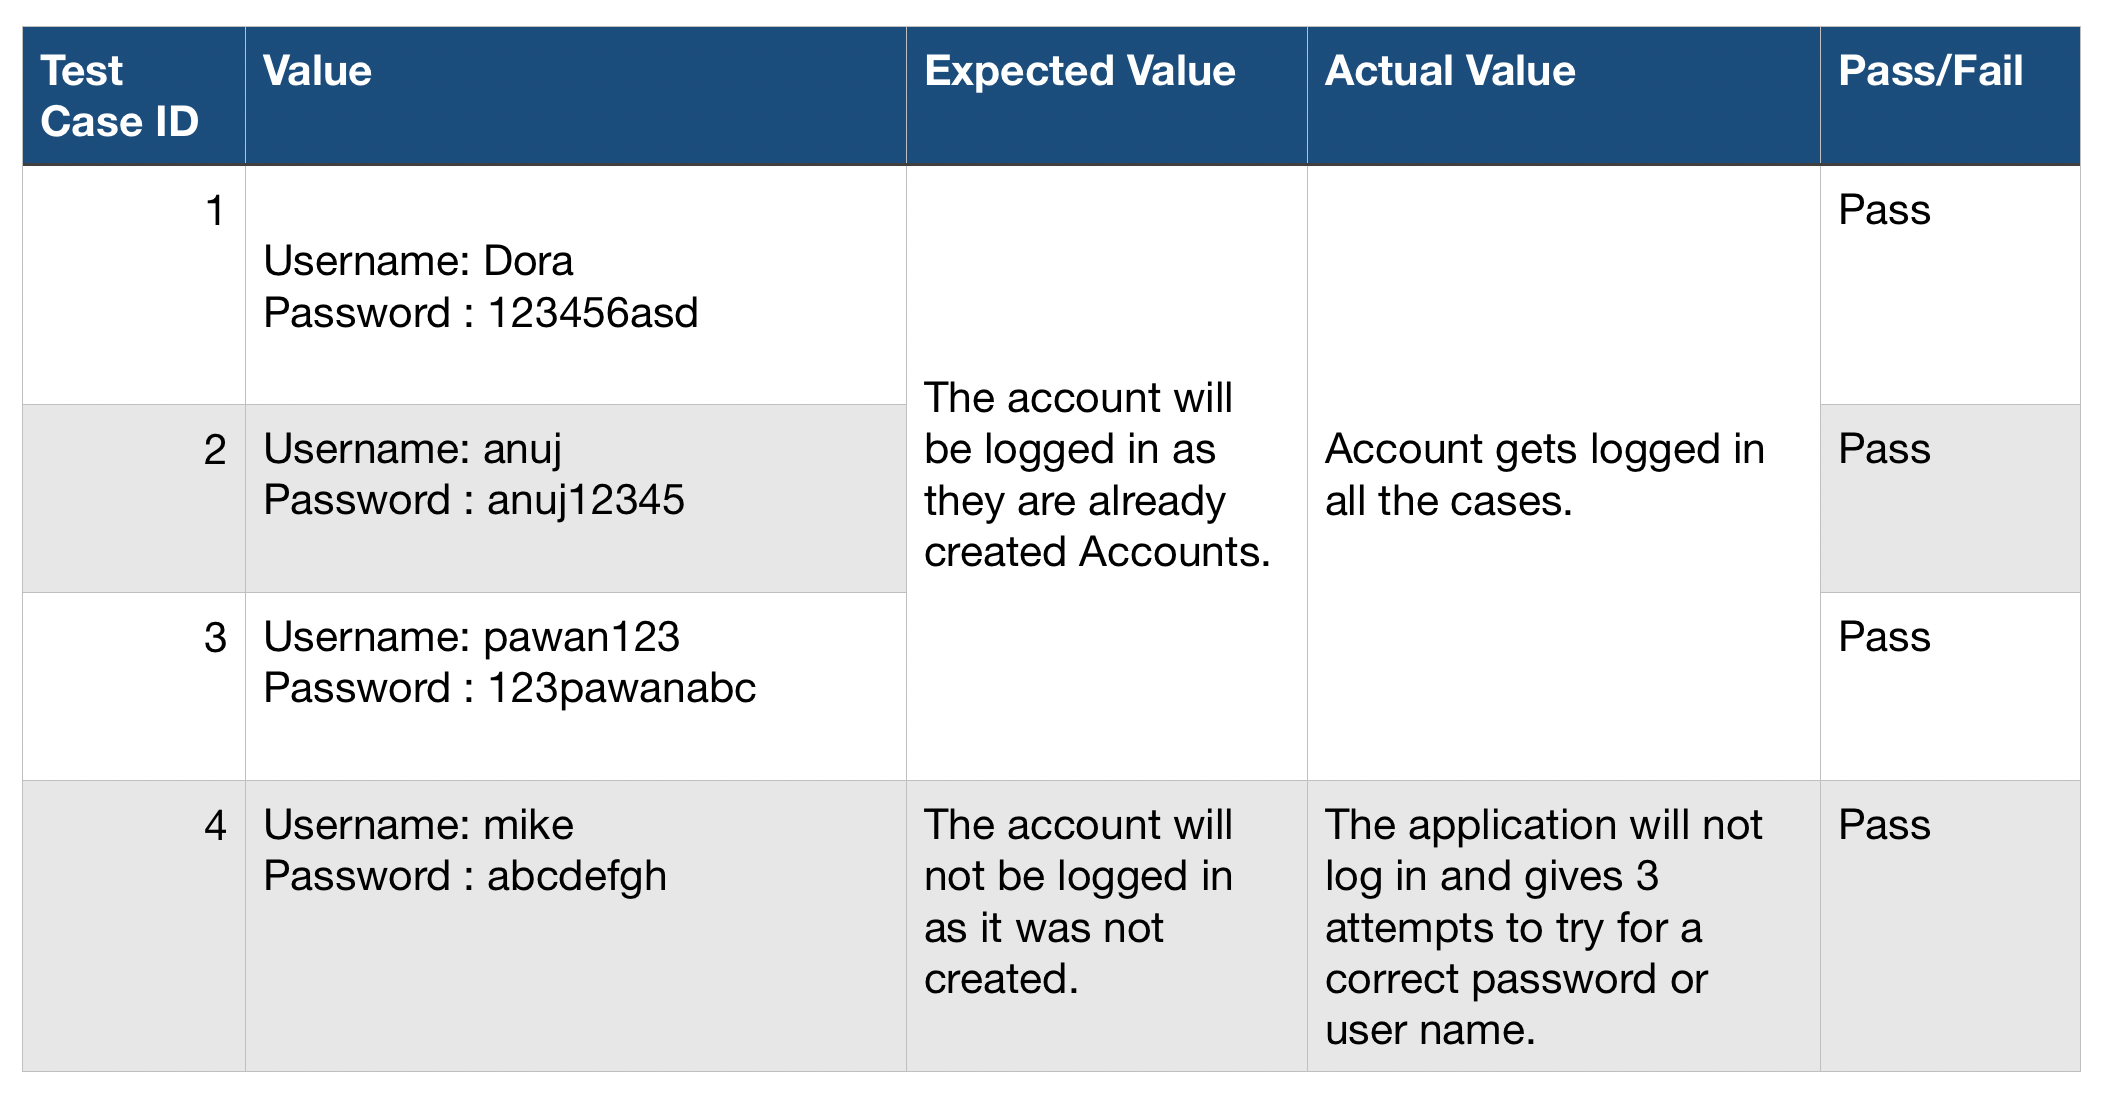 Test
Case ID
Value
Expected Value
Actual Value
Pass/Fail
1
Username: Dora
Password : 123456asd
The account will
be logged in as
they are already
created Accounts.
Account gets logged in
all the cases.
Pass
2
Username: anuj
Password : anuj12345
Pass
3
Username: pawan123
Password : 123pawanabc
Pass
4
Username: mike
Password : abcdefgh
The account will
not be logged in
as it was not
created.
The application will not
log in and gives 3
attempts to try for a
correct password or
user name.
Pass